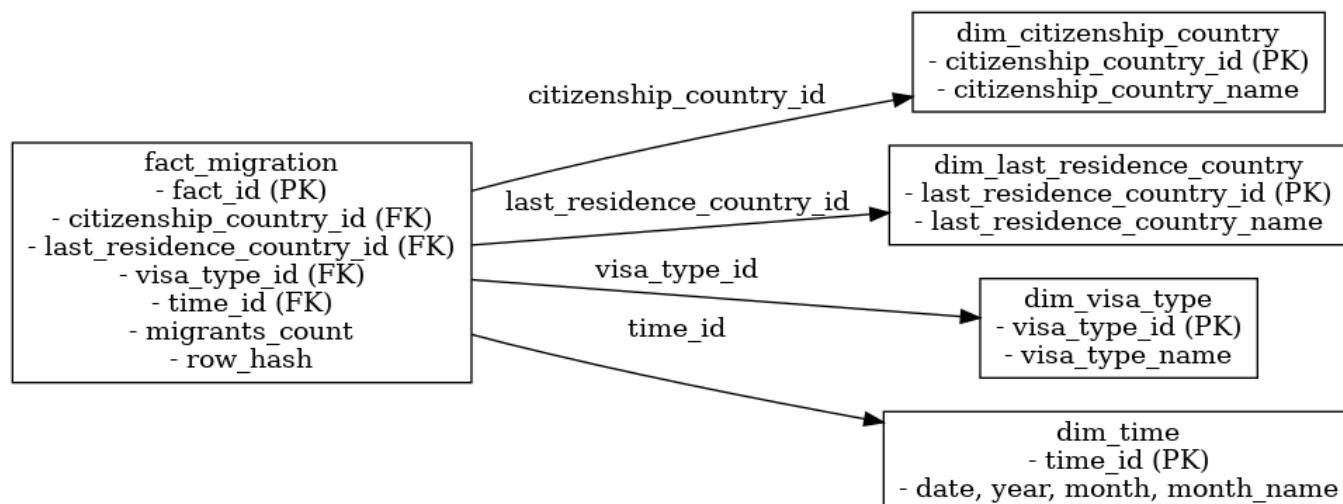 fact_migration
- fact_id (PK)
- citizenship_country_id (FK)
- last_residence_country_id (FK)
- visa_type_id (FK)
- time_id (FK)
- migrants_count
- row_hash
citizenship_country_id
last_residence_country_id
visa_type_id
time_id
dim_citizenship_country
- citizenship_country_id (PK)
- citizenship_country_name
dim_last_residence_country
- last_residence_country_id (PK)
- last_residence_country_name
dim_visa_type
- visa_type_id (PK)
- visa_type_name
dim_time
- time_id (PK)
- date, year, month, month_name